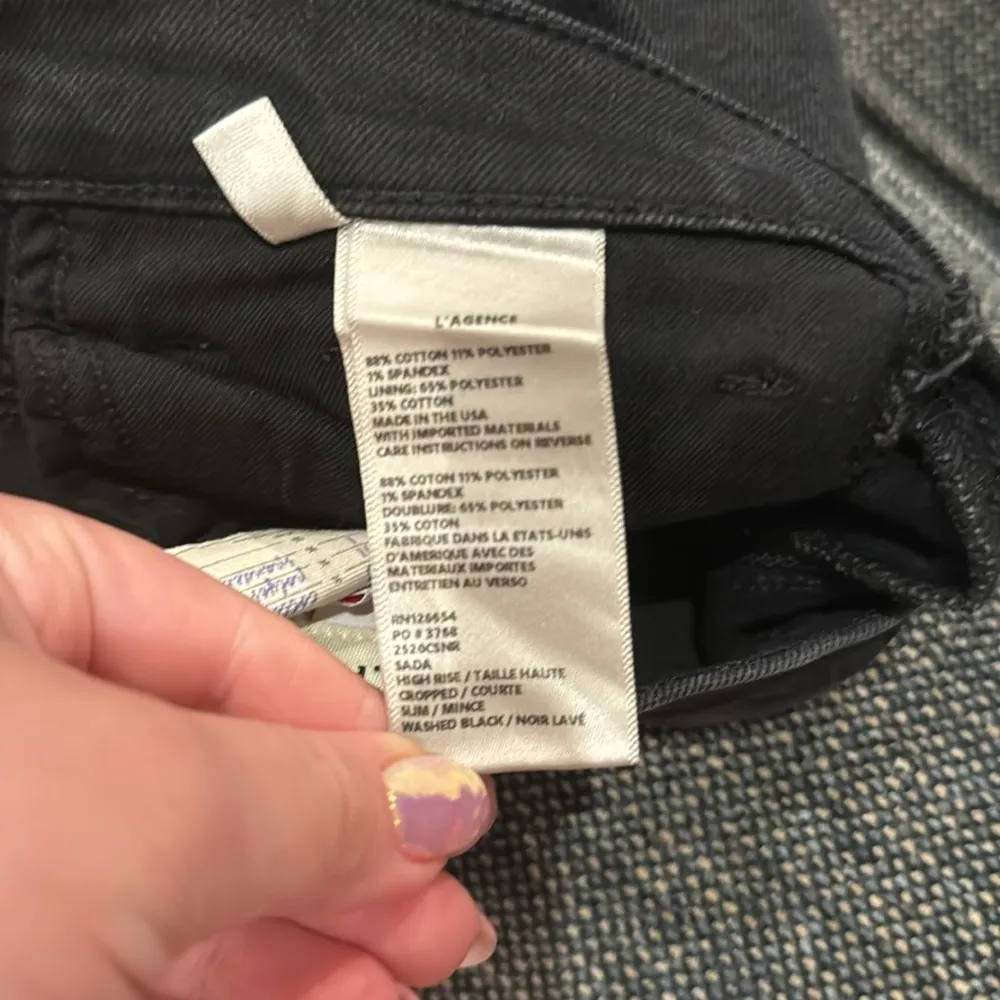 L'AGENCE
88% COTTON 11% POLYESTER
1% SPANDEX
LINING: 65% POLYESTER
35% COTTON
MADE IN THE USA
WITH IMPORTED MATERIALS
CARE INSTRUCTIONS ON REVERSE
88% COTON 11% POLYESTER
1% SPANDEX
DOUBLURE: 65% POLYESTER
35% COTON
FABRIQUE DANS LA ETATS-UNIS
D'AMERIQUE AVEC DES
MATERIAUX IMPORTES
ENTRETIEN AU VERSO
RN126654
PO # 3768
2520CSNR
SADA
HIGH RISE / TAILLE HAUTE
CROPPED / COURTE
SLIM / MINCE
WASHED BLACK / NOIR LAVÉ